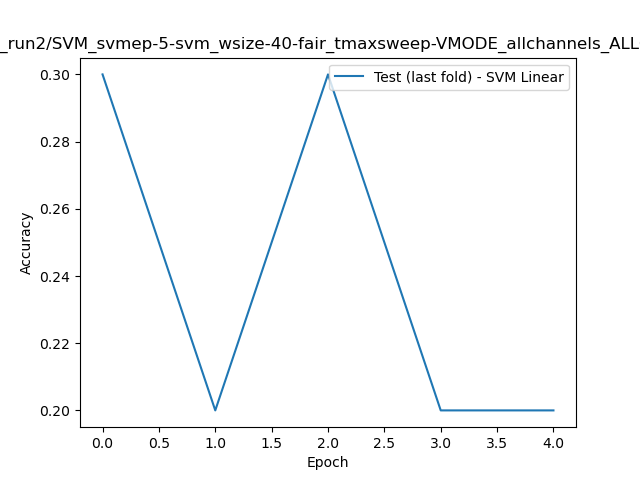 _run2/SVM_svmep-5-svm_wsize-40-fair_tmaxsweep-VMODE_allchannels_ALL
Test (last fold) - SVM Linear
0.30
0.28
0.26
0.24
0.22
0.20
Accuracy
0.0 0.5 1.0 1.5 2.0 2.5 3.0 3.5 4.0
Epoch